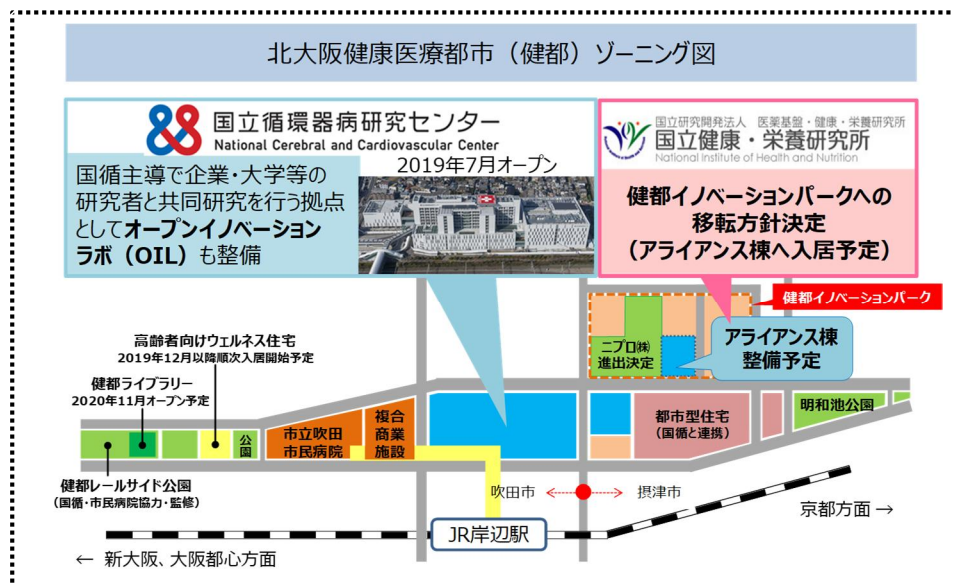 北大阪健康医療都市（健都）ゾーニング図
国立循環器病研究センター
National Cerebral and Cardiovascular Center
2019年7月オープン
国循主導で企業・大学等の
研究者と共同研究を行う拠点
としてオープンイノベーション
ラボ（OIL）も整備
国立研究開発法人　医薬基盤・健康・栄養研究所
国立健康・栄養研究所
National Institute of Health and Nutrition
健都イノベーションパークへの
移転方針決定
（アライアンス棟へ入居予定）
健都イノベーションパーク
ニプロ㈱
進出決定
アライアンス棟
整備予定
高齢者向けウェルネス住宅
2019年12月以降順次入居開始予定
健都ライブラリー
2020年11月オープン予定
公園
市立吹田
市民病院
複合
商業
施設
都市型住宅
（国循と連携）
明和池公園
健都レールサイド公園
（国循・市民病院協力・監修）
吹田市
摂津市
京都方面 →
JR岸辺駅
← 新大阪、大阪都心方面